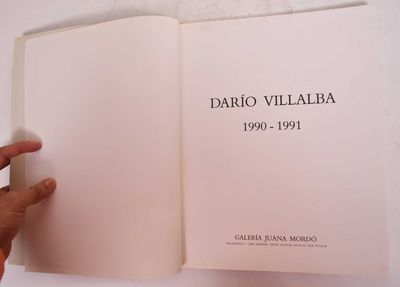 DARÍO VILLALBA
1990 - 1991
GALERÍA JUANA MORDÓ